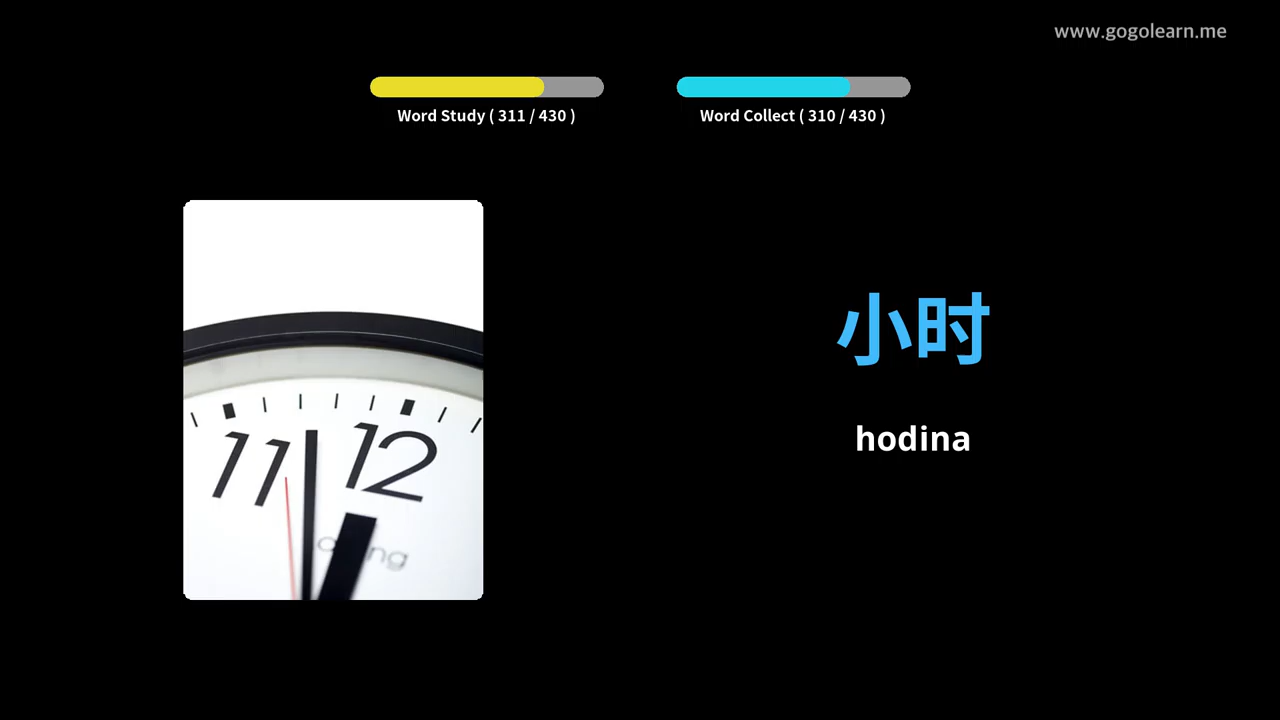 www.gogolearn.me
Word Study ( 311 / 430 )
Word Collect ( 310 / 430 )
小时
hodina
11
12